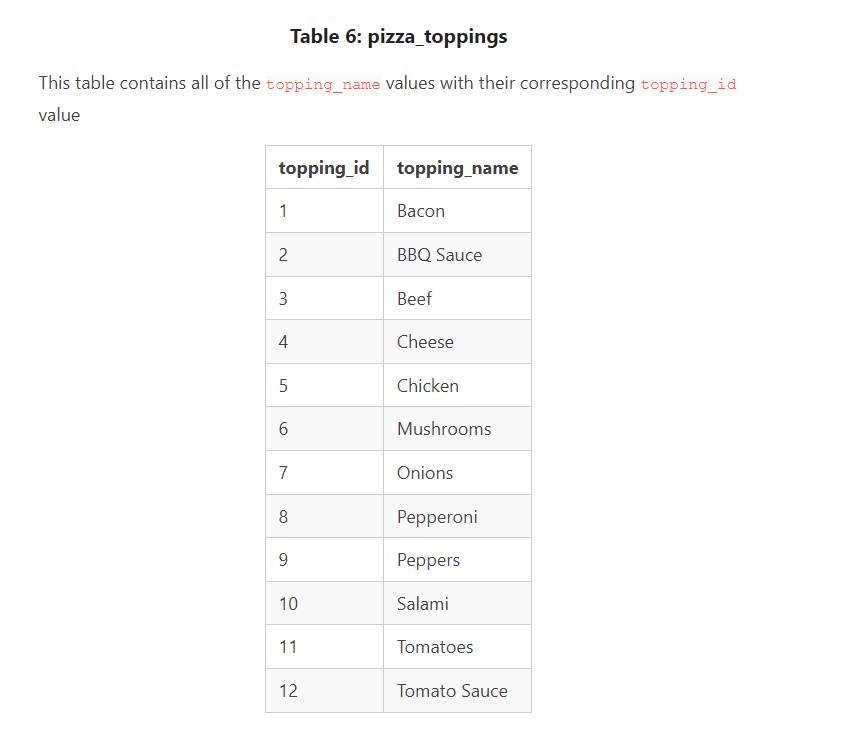 Table 6: pizza_toppings
This table contains all of the topping_name values with their corresponding topping_id
value
topping_id topping_name
1 Bacon
2 BBQ Sauce
3 Beef
4 Cheese
5 Chicken
6 Mushrooms
7 Onions
8 Pepperoni
9 Peppers
10 Salami
11 Tomatoes
12 Tomato Sauce